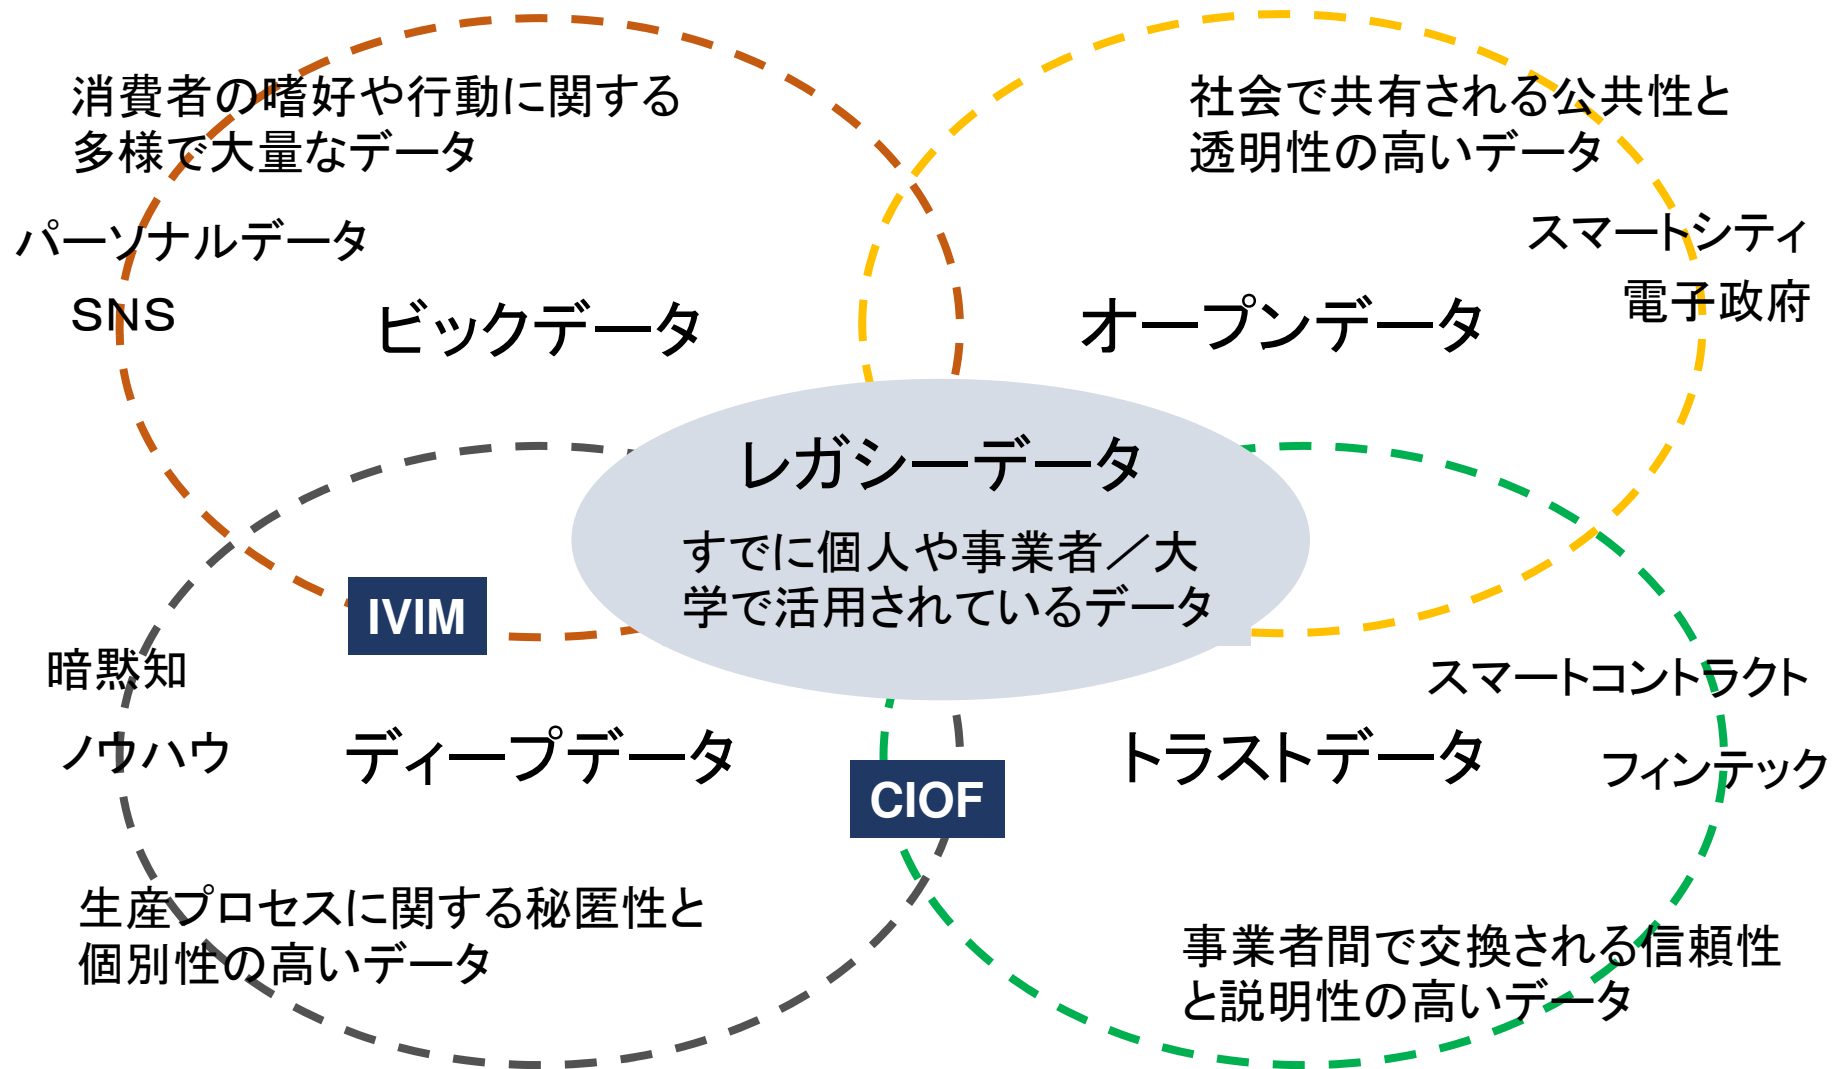 消費者の嗜好や行動に関する
多様で大量なデータ
パーソナルデータ
SNS
ビックデータ
社会で共有される公共性と
透明性の高いデータ
スマートシティ
電子政府
オープンデータ
レガシーデータ
すでに個人や事業者／大
学で活用されているデータ
IVIM
暗黙知
ノウハウ
ディープデータ
生産プロセスに関する秘匿性と
個別性の高いデータ
CIOF
スマートコントラクト
トラストデータ
フィンテック
事業者間で交換される信頼性
と説明性の高いデータ